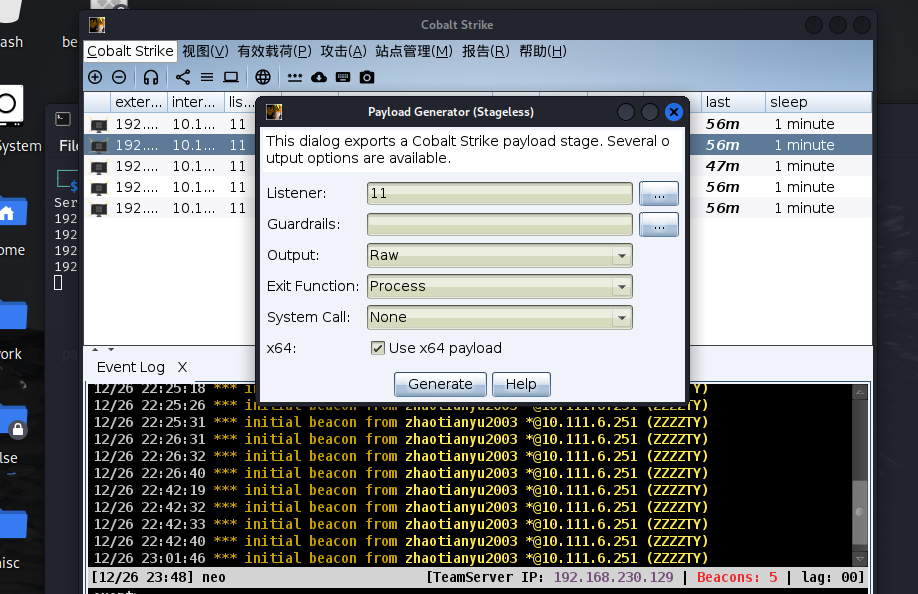 Cobalt Strike
Cobalt Strike 视图(V) 有效载荷(P) 攻击(A) 站点管理(M) 报告(R) 帮助(H)
ash
be
exter... inter... lis... last sleep
192.... 10.1... 11 56m 1 minute
192.... 10.1... 11 56m 1 minute
192.... 10.1... 11 47m 1 minute
192.... 10.1... 11 56m 1 minute
192.... 10.1... 11 56m 1 minute
System
File
$
Ser
192
192
192
192
ome
work
lse
isc
Payload Generator (Stageless)
This dialog exports a Cobalt Strike payload stage. Several o
utput options are available.
Listener: 11 ...
Guardrails: ...
Output: Raw
Exit Function: Process
System Call: None
x64: Use x64 payload
Generate Help
Event Log X
12/26 22:25:18 *** in TY)
12/26 22:25:26 *** initial beacon from zhaotianyu2003 *@10.111.6.251 (ZZZZTY)
12/26 22:25:31 *** initial beacon from zhaotianyu2003 *@10.111.6.251 (ZZZZTY)
12/26 22:26:31 *** initial beacon from zhaotianyu2003 *@10.111.6.251 (ZZZZTY)
12/26 22:26:32 *** initial beacon from zhaotianyu2003 *@10.111.6.251 (ZZZZTY)
12/26 22:26:40 *** initial beacon from zhaotianyu2003 *@10.111.6.251 (ZZZZTY)
12/26 22:42:19 *** initial beacon from zhaotianyu2003 *@10.111.6.251 (ZZZZTY)
12/26 22:42:32 *** initial beacon from zhaotianyu2003 *@10.111.6.251 (ZZZZTY)
12/26 22:42:33 *** initial beacon from zhaotianyu2003 *@10.111.6.251 (ZZZZTY)
12/26 22:42:40 *** initial beacon from zhaotianyu2003 *@10.111.6.251 (ZZZZTY)
12/26 23:01:46 *** initial beacon from zhaotianyu2003 *@10.111.6.251 (ZZZZTY)
[12/26 23:48] neo [TeamServer IP: 192.168.230.129 | Beacons: 5 | lag: 00]
event